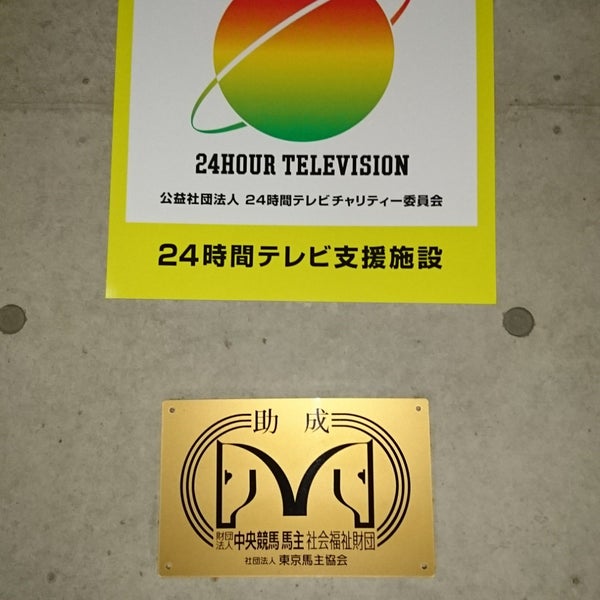 24HOUR TELEVISION
公益社団法人 24時間テレビチャリティー委員会
24時間テレビ支援施設
助成
財団法人 中央競馬馬主社会福祉財団
社団法人 東京馬主協会